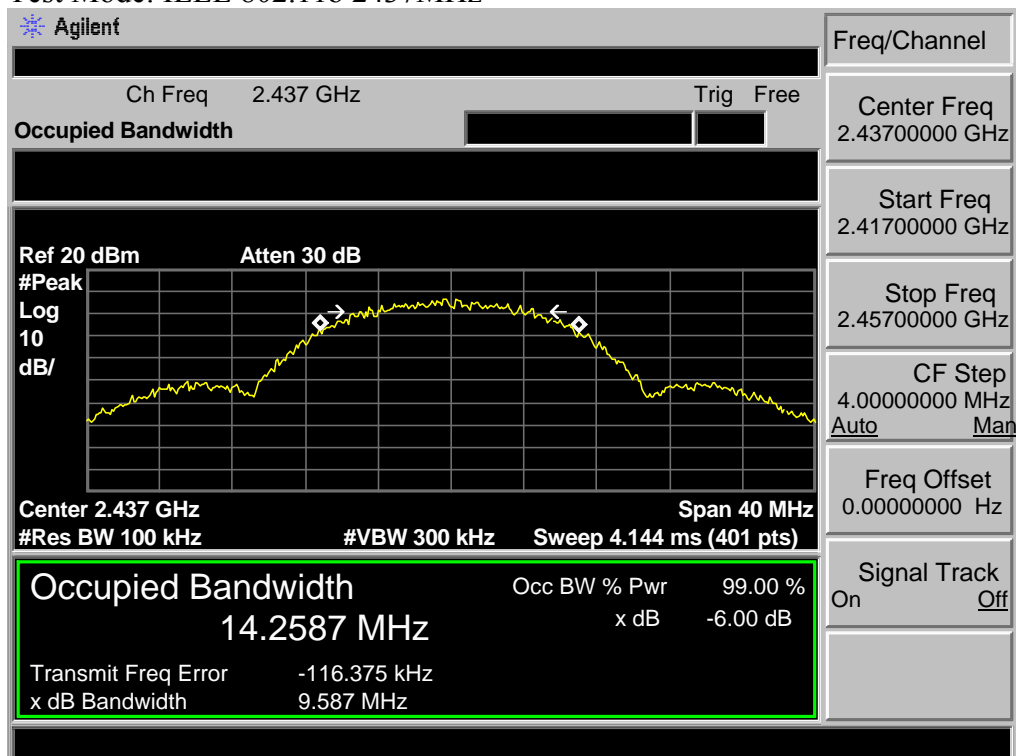 Test Mode: IEEE 802.11b 2437MHz
Agilent
Freq/Channel
Ch Freq 2.437 GHz Trig Free
Occupied Bandwidth
Center Freq
2.43700000 GHz
Start Freq
2.41700000 GHz
Ref 20 dBm Atten 30 dB
#Peak
Log
10
dB/
Stop Freq
2.45700000 GHz
CF Step
4.00000000 MHz
Auto Man
Freq Offset
0.00000000 Hz
Center 2.437 GHz Span 40 MHz
#Res BW 100 kHz #VBW 300 kHz Sweep 4.144 ms (401 pts)
Signal Track
On Off
Occupied Bandwidth
14.2587 MHz
Occ BW % Pwr 99.00 %
x dB -6.00 dB
Transmit Freq Error -116.375 kHz
x dB Bandwidth 9.587 MHz